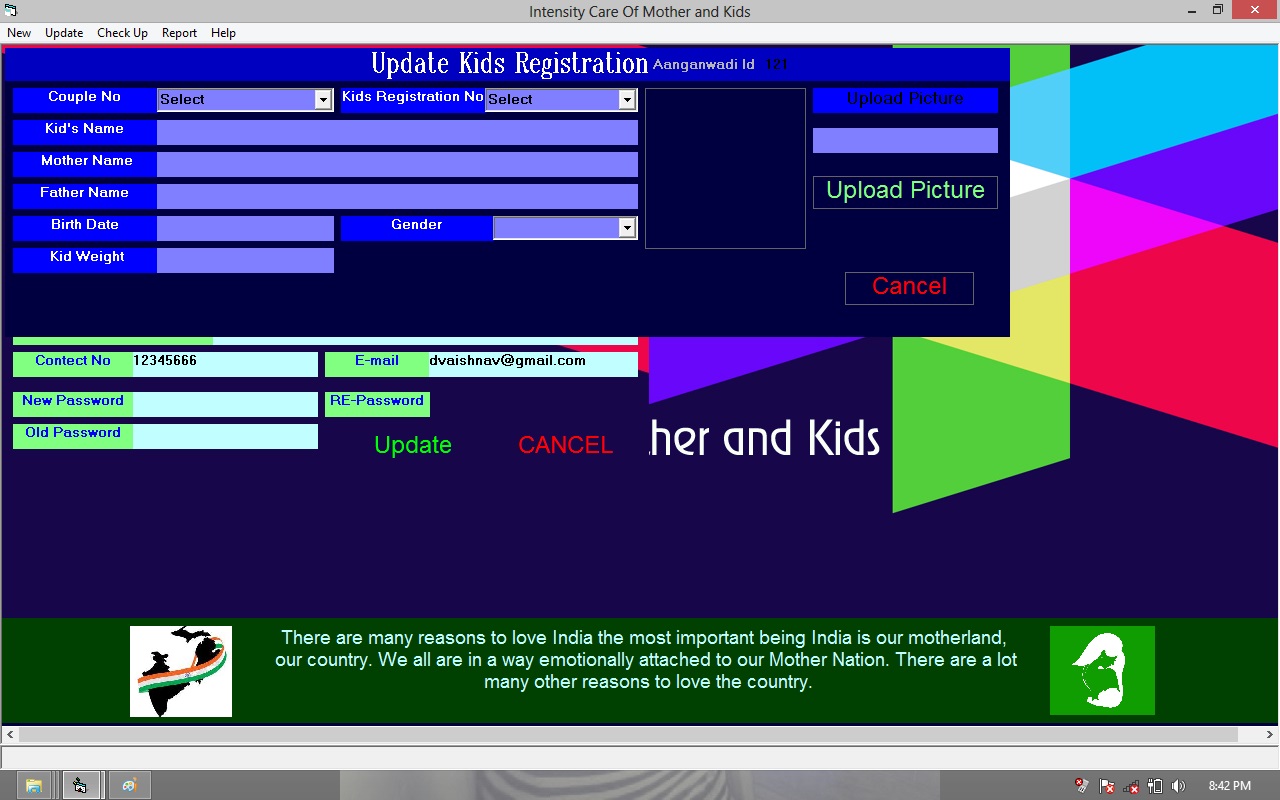 Intensity Care Of Mother and Kids
New Update Check Up Report Help
Update Kids Registration Aanganwadi Id 121
Couple No Select Kids Registration No Select Upload Picture
Kid's Name
Mother Name
Father Name
Upload Picture
Birth Date Gender
Kid Weight
Cancel
Contect No 12345666 E-mail dvaishnav@gmail.com
New Password RE-Password
Old Password
Update CANCEL
her and Kids
There are many reasons to love India the most important being India is our motherland,
our country. We all are in a way emotionally attached to our Mother Nation. There are a lot
many other reasons to love the country.
8:42 PM